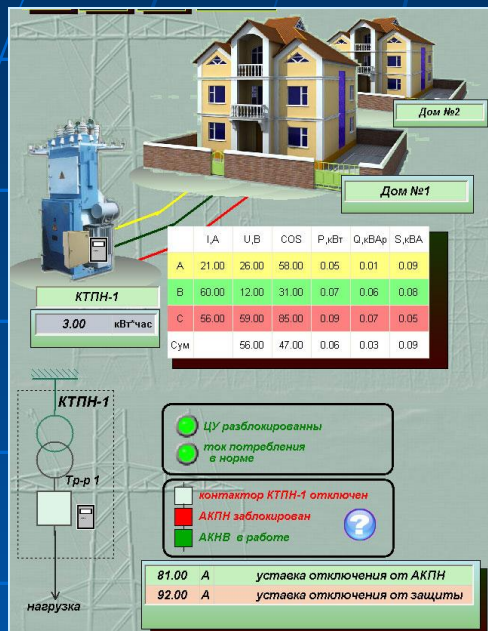 Дом №2
Дом №1
I,А U,В COS P,кВт Q,кВАр S,кВА
А 21.00 26.00 58.00 0.05 0.01 0.09
В 60.00 12.00 31.00 0.07 0.06 0.08
С 56.00 59.00 85.00 0.09 0.07 0.05
Сум 56.00 47.00 0.06 0.03 0.09
КТПН-1
3.00 кВт*час
КТПН-1
Тр-р 1
нагрузка
ЦУ разблокированны
ток потребления
в норме
контактор КТПН-1 отключен
АКПН заблокирован
АКНВ в работе
?
81.00 А уставка отключения от АКПН
92.00 А уставка отключения от защиты